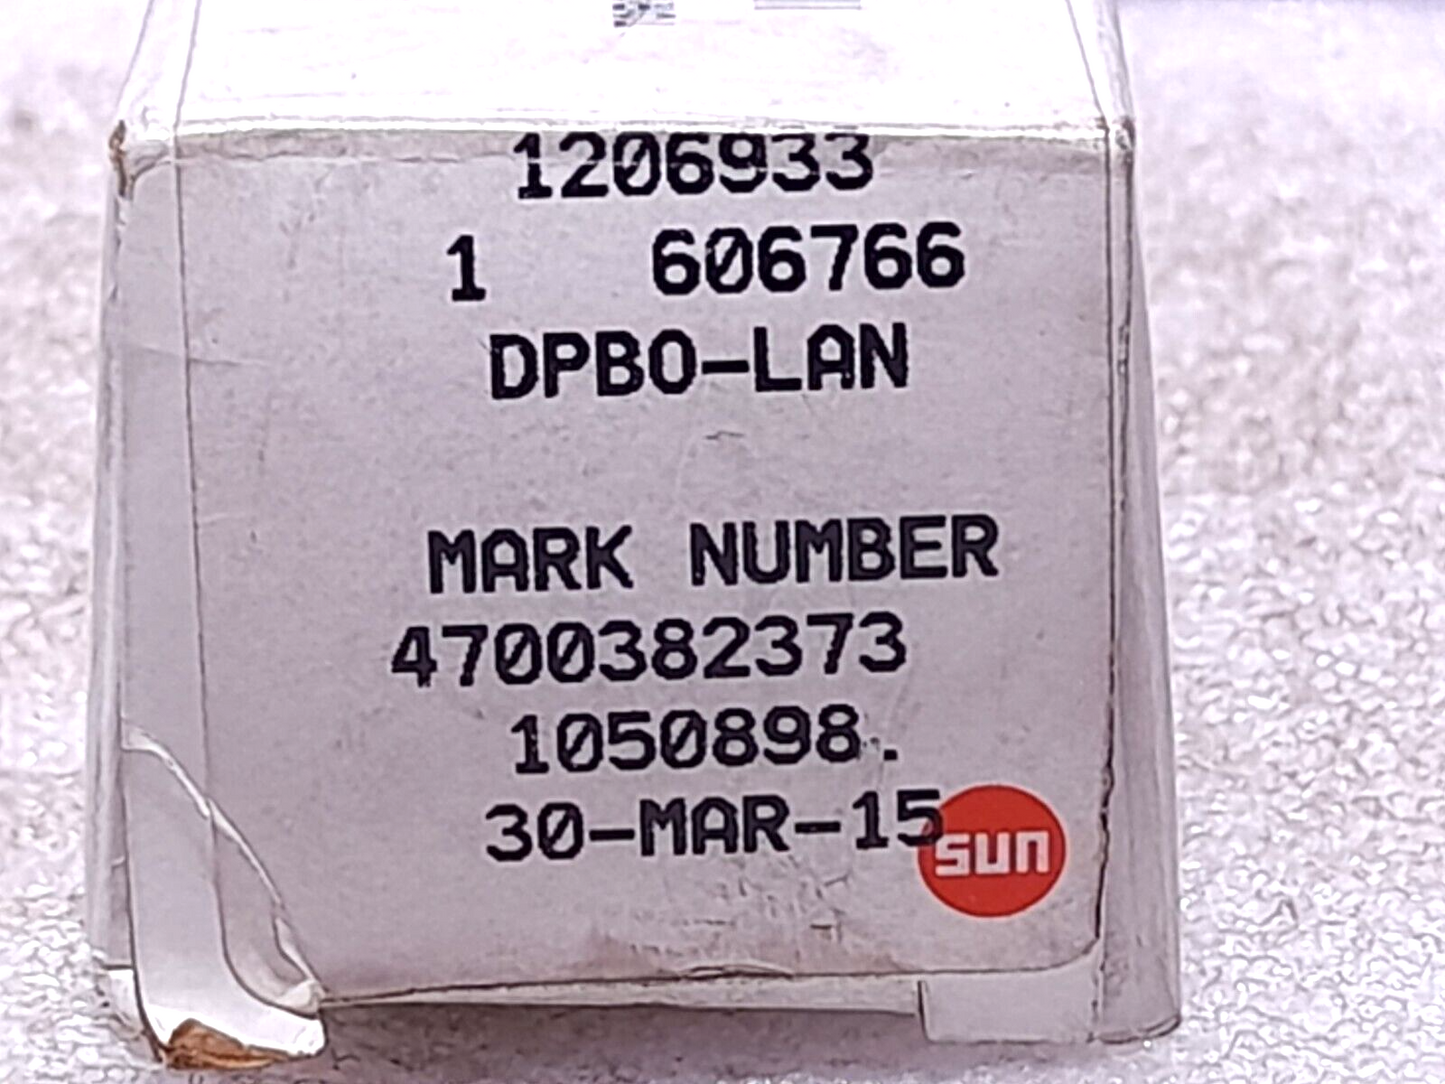 1206933
1 606766
DPBO-LAN
MARK NUMBER
4700382373
1050898.
30-MAR-15
sun